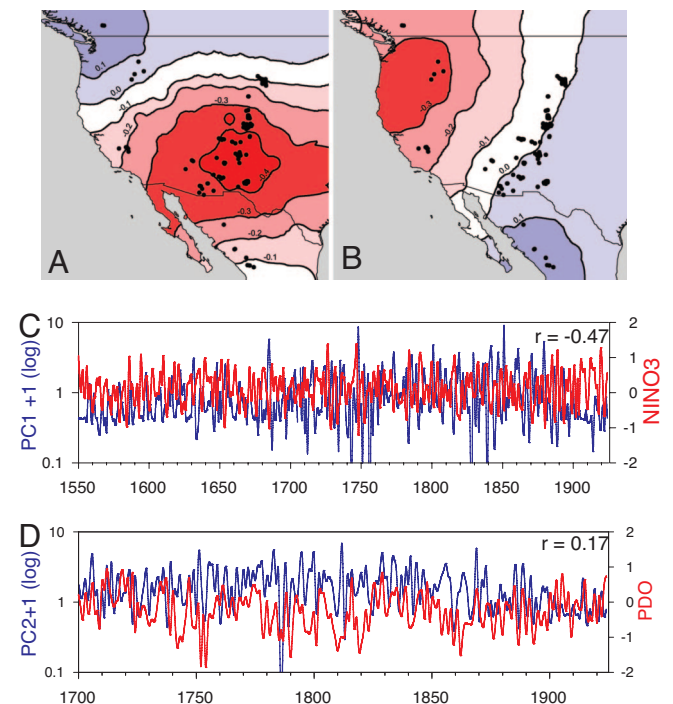 0.1
0.0
-0.1
-0.2
-0.3
-0.4
-0.3
-0.2
-0.1
A
-0.3
-0.2
-0.1
0.0
0.1
B
C
PC1 +1 (log)
10
1
0.1
r = -0.47
2
1
0
-1
-2
NINO3
1550 1600 1650 1700 1750 1800 1850 1900
D
PC2+1 (log)
10
1
0.1
r = 0.17
2
1
0
-1
-2
PDO
1700 1750 1800 1850 1900